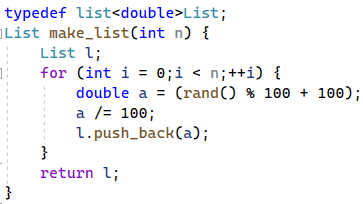 typedef list<double>List;
List make_list(int n) {
    List l;
    for (int i = 0;i < n;++i) {
        double a = (rand() % 100 + 100);
        a /= 100;
        l.push_back(a);
    }
    return l;
}